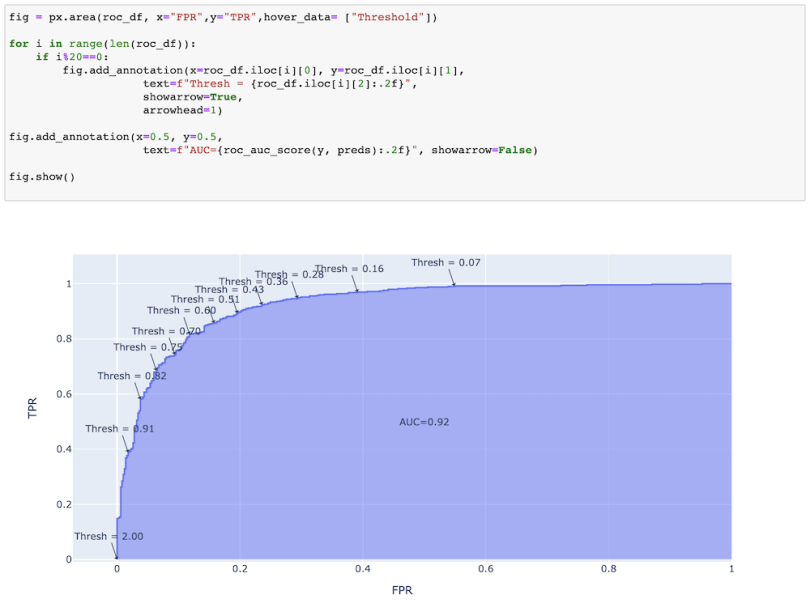 fig = px.area(roc_df, x="FPR",y="TPR",hover_data= ["Threshold"])
for i in range(len(roc_df)):
    if i%20==0:
        fig.add_annotation(x=roc_df.iloc[i][0], y=roc_df.iloc[i][1],
                    text=f"Thresh = {roc_df.iloc[i][2]:.2f}",
                    showarrow=True,
                    arrowhead=1)
fig.add_annotation(x=0.5, y=0.5,
                    text=f"AUC={roc_auc_score(y, preds):.2f}", showarrow=False)
fig.show()
Thresh = 0.07
Thresh = 0.16
Thresh = 0.28
Thresh = 0.36
Thresh = 0.43
Thresh = 0.51
Thresh = 0.60
Thresh = 0.70
Thresh = 0.75
Thresh = 0.82
Thresh = 0.91
Thresh = 2.00
AUC=0.92
1
0.8
0.6
0.4
0.2
0
TPR
0 0.2 0.4 0.6 0.8 1
FPR